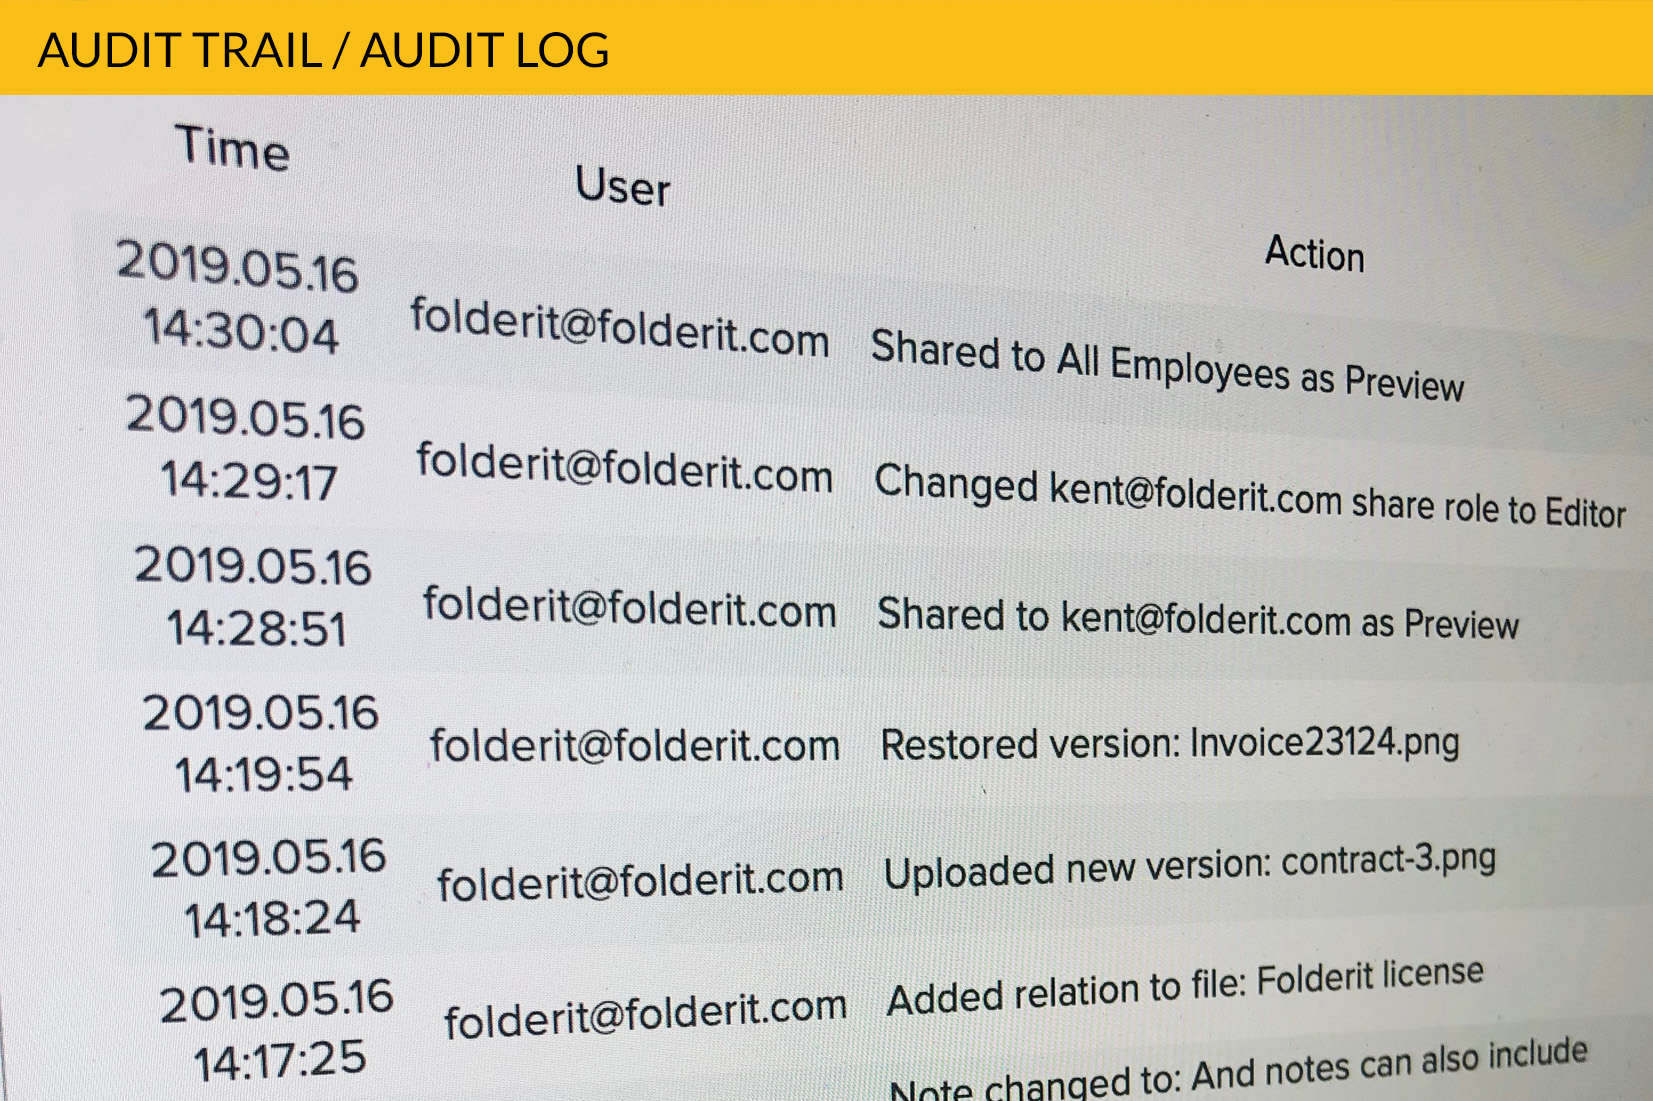 AUDIT TRAIL / AUDIT LOG
Time User Action
2019.05.16
14:30:04 folderit@folderit.com Shared to All Employees as Preview
2019.05.16
14:29:17 folderit@folderit.com Changed kent@folderit.com share role to Editor
2019.05.16
14:28:51 folderit@folderit.com Shared to kent@folderit.com as Preview
2019.05.16
14:19:54 folderit@folderit.com Restored version: Invoice23124.png
2019.05.16
14:18:24 folderit@folderit.com Uploaded new version: contract-3.png
2019.05.16
14:17:25 folderit@folderit.com Added relation to file: Folderit license
Note changed to: And notes can also include